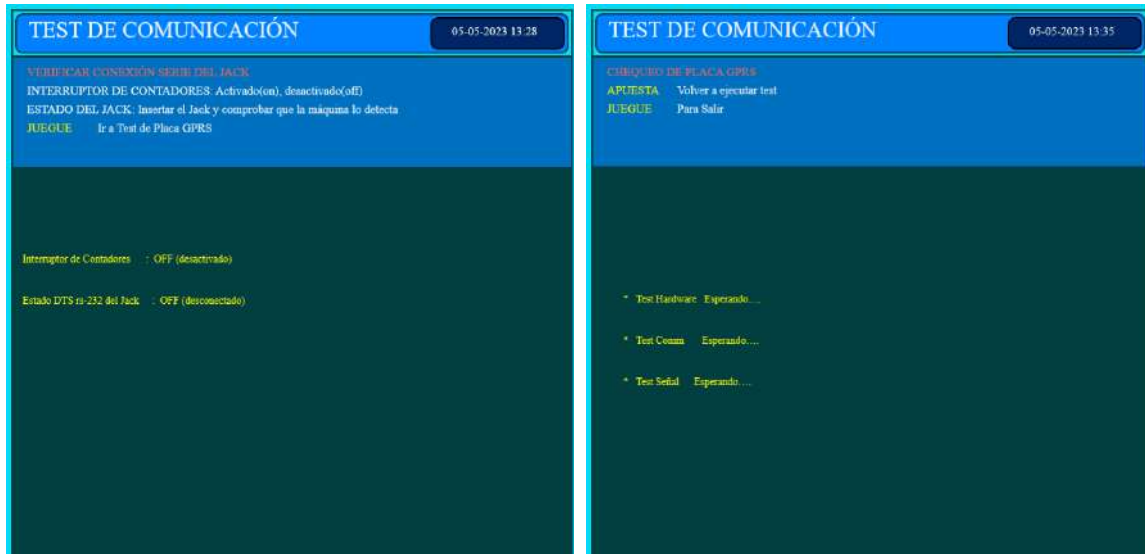 TEST DE COMUNICACIÓN
05-05-2023 13:28
VERIFICAR CONEXIÓN SERIE DEL JACK
INTERRUPTOR DE CONTADORES: Activado(on), desactivado(off)
ESTADO DEL JACK: Insertar el Jack y comprobar que la máquina lo detecta
JUEGUE Ir a Test de Placa GPRS
Interruptor de Contadores : OFF (desactivado)
Estado DTS rs-232 del Jack : OFF (desconectado)
TEST DE COMUNICACIÓN
05-05-2023 13:35
CHEQUEO DE PLACA GPRS
APUESTA Volver a ejecutar test
JUEGUE Para Salir
* Test Hardware Esperando....
* Test Comm Esperando....
* Test Señal Esperando....